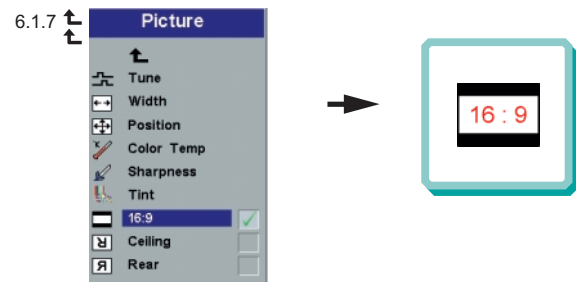 6.1.7
Picture
Tune
Width
Position
Color Temp
Sharpness
Tint
16:9
Ceiling
Rear
16 : 9